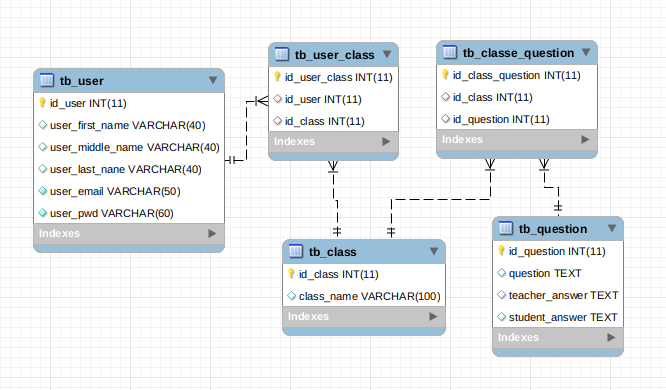 tb_user
id_user INT(11)
user_first_name VARCHAR(40)
user_middle_name VARCHAR(40)
user_last_nane VARCHAR(40)
user_email VARCHAR(50)
user_pwd VARCHAR(60)
Indexes
tb_user_class
id_user_class INT(11)
id_user INT(11)
id_class INT(11)
Indexes
tb_classe_question
id_class_question INT(11)
id_class INT(11)
id_question INT(11)
Indexes
tb_class
id_class INT(11)
class_name VARCHAR(100)
Indexes
tb_question
id_question INT(11)
question TEXT
teacher_answer TEXT
student_answer TEXT
Indexes